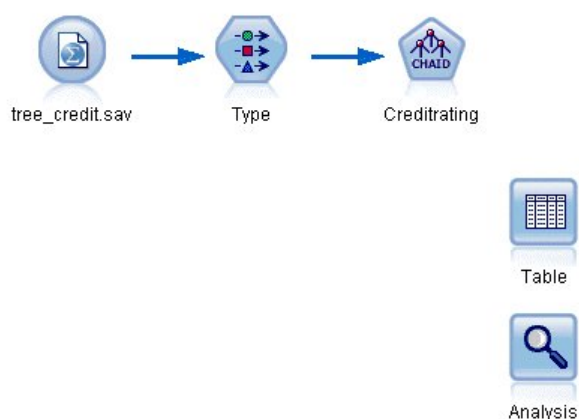 CHAID
tree_credit.sav
Type
Creditrating
Table
Analysis